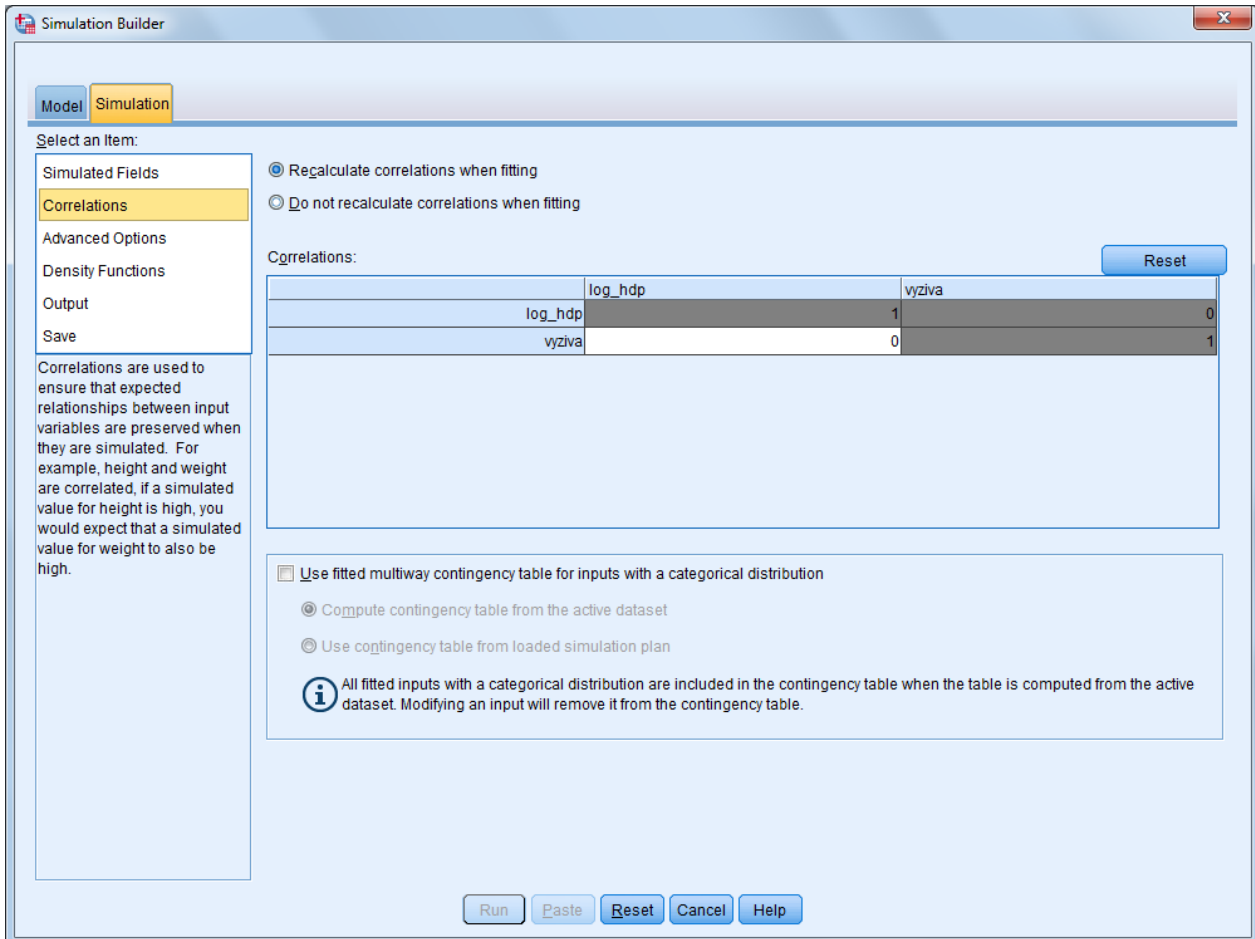 Simulation Builder
Model Simulation
Select an Item:
Simulated Fields
Correlations
Advanced Options
Density Functions
Output
Save
Correlations are used to
ensure that expected
relationships between input
variables are preserved when
they are simulated. For
example, height and weight
are correlated, if a simulated
value for height is high, you
would expect that a simulated
value for weight to also be
high.
Recalculate correlations when fitting
Do not recalculate correlations when fitting
Correlations:
Reset
log_hdp vyziva
log_hdp 1 0
vyziva 0 1
Use fitted multiway contingency table for inputs with a categorical distribution
Compute contingency table from the active dataset
Use contingency table from loaded simulation plan
All fitted inputs with a categorical distribution are included in the contingency table when the table is computed from the active
dataset. Modifying an input will remove it from the contingency table.
Run Paste Reset Cancel Help